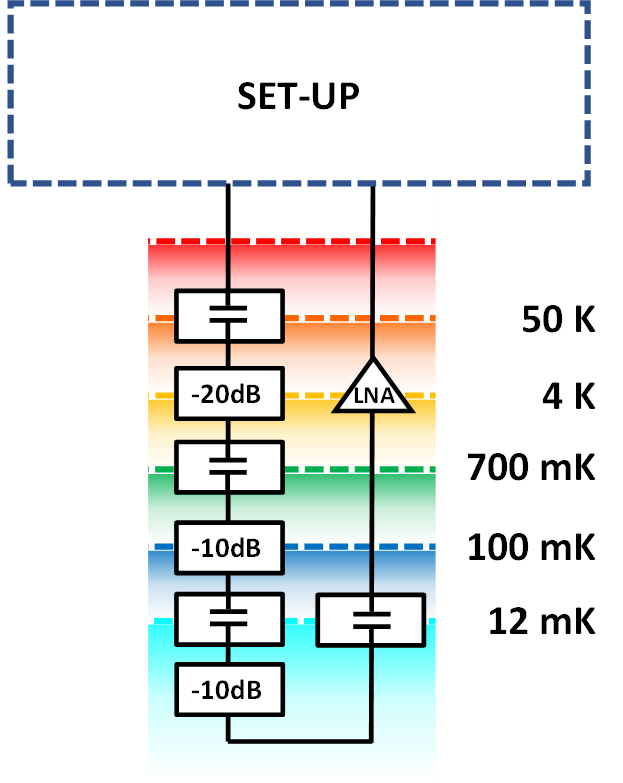 SET-UP
50 K
-20dB
LNA
4 K
700 mK
-10dB
100 mK
12 mK
-10dB